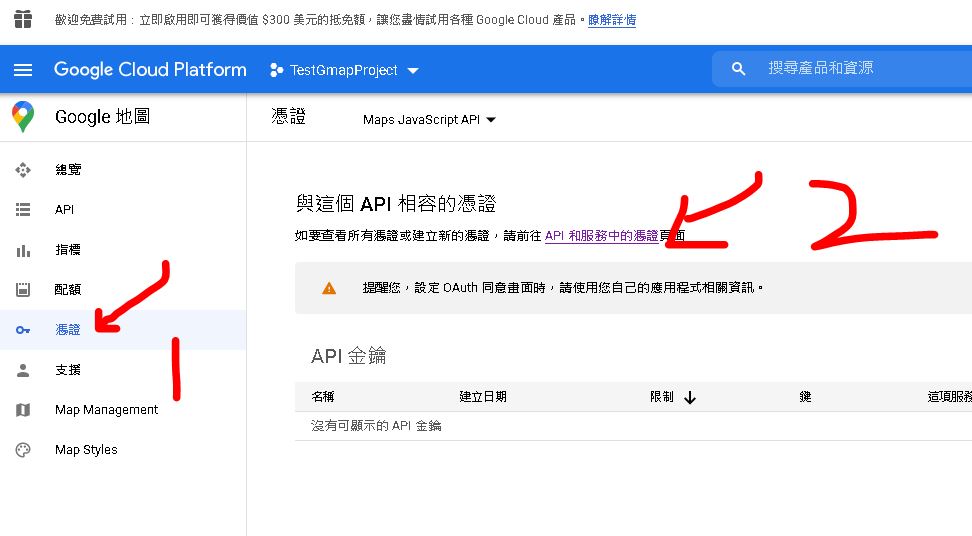 歡迎免費試用：立即啟用即可獲得價值 $300 美元的抵免額，讓您盡情試用各種 Google Cloud 產品。瞭解詳情
Google Cloud Platform TestGmapProject 搜尋產品和資源
Google 地圖 憑證 Maps JavaScript API
總覽
API
指標
配額
憑證
支援
Map Management
Map Styles
與這個 API 相容的憑證
如要查看所有憑證或建立新的憑證，請前往 API 和服務中的憑證頁面
提醒您，設定 OAuth 同意畫面時，請使用您自己的應用程式相關資訊。
API 金鑰
名稱 建立日期 限制 鍵 這項服務
沒有可顯示的 API 金鑰
1
2